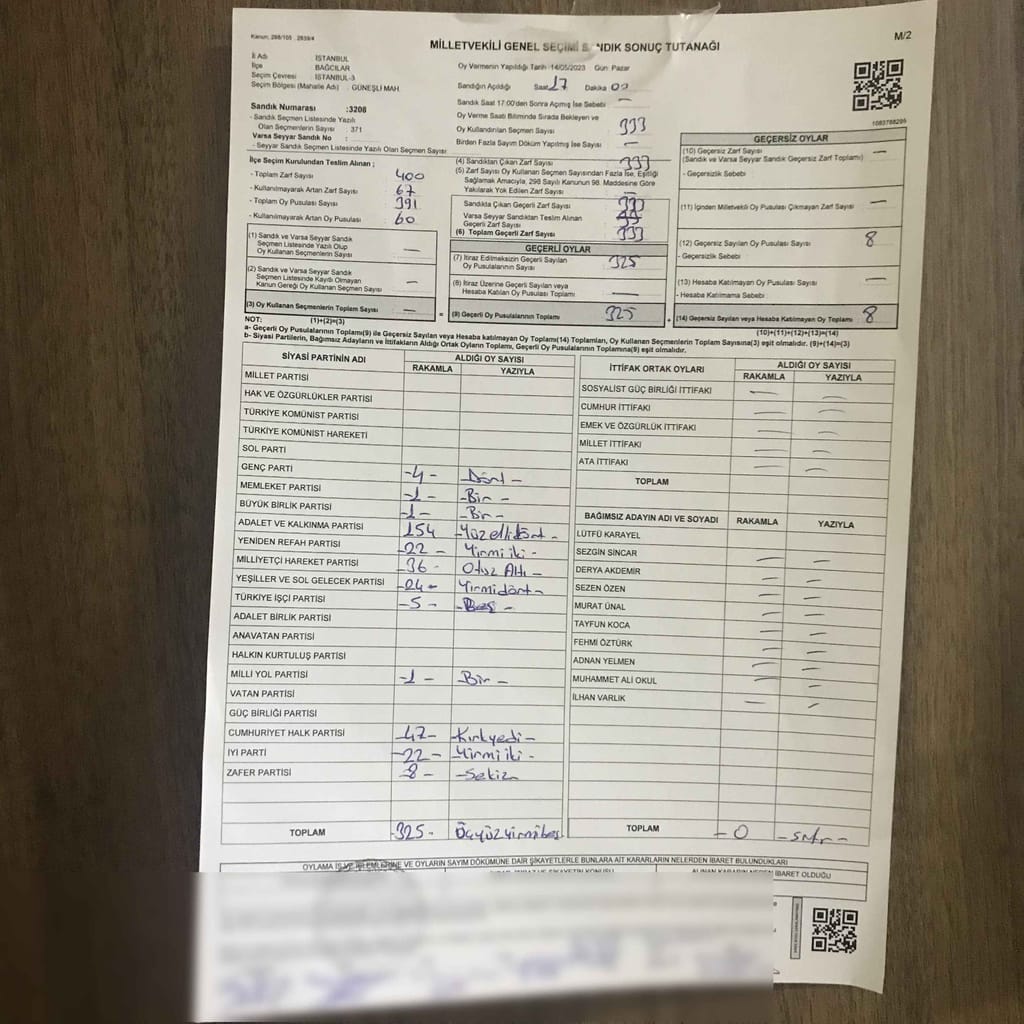 Kanun: 298/105 , 2839/4
M/2
MİLLETVEKİLİ GENEL SEÇİMİ SANDIK SONUÇ TUTANAĞI
İl Adı : İSTANBUL
İlçe : BAĞCILAR
Seçim Çevresi : İSTANBUL-3
Seçim Bölgesi (Mahalle Adı) : GÜNEŞLİ MAH.
Oy Vermenin Yapıldığı Tarih :14/05/2023 Gün: Pazar
Sandığın Açıldığı Saat 17 Dakika 00
Sandık Saat 17:00'den Sonra Açmış İse Sebebi —
Sandık Numarası :3208
- Sandık Seçmen Listesinde Yazılı
Olan Seçmenlerin Sayısı : 371
Varsa Seyyar Sandık No :
- Seyyar Sandık Seçmen Listesinde Yazılı Olan Seçmen Sayısı
Oy Verme Saati Bitiminde Sırada Bekleyen ve
Oy Kullandırılan Seçmen Sayısı 333
Birden Fazla Sayım Döküm Yapılmış İse Sayısı —
İlçe Seçim Kurulundan Teslim Alınan ;
- Toplam Zarf Sayısı 400
- Kullanılmayarak Artan Zarf Sayısı 67
- Toplam Oy Pusulası Sayısı 391
- Kullanılmayarak Artan Oy Pusulası 60
(1) Sandık ve Varsa Seyyar Sandık
Seçmen Listesinde Yazılı Olup
Oy Kullanan Seçmenlerin Sayısı —
(2) Sandık ve Varsa Seyyar Sandık
Seçmen Listesinde Kayıtlı Olmayan
Kanun Gereği Oy Kullanan Seçmen Sayısı —
(3) Oy Kullanan Seçmenlerin Toplam Sayısı —
(1)+(2)=(3)
(4) Sandıktan Çıkan Zarf Sayısı 333
(5) Zarf Sayısı Oy Kullanan Seçmen Sayısından Fazla İse, Eşitliği
Sağlamak Amacıyla, 298 Sayılı Kanunun 98. Maddesine Göre
Yakılarak Yok Edilen Zarf Sayısı —
Sandıkta Çıkan Geçerli Zarf Sayısı 333
Varsa Seyyar Sandıktan Teslim Alınan
Geçerli Zarf Sayısı
(6) Toplam Geçerli Zarf Sayısı 333
GEÇERLİ OYLAR
(7) İtiraz Edilmeksizin Geçerli Sayılan
Oy Pusulalarının Sayısı 325
(8) İtiraz Üzerine Geçerli Sayılan veya
Hesaba Katılan Oy Pusulası Toplamı —
(9) Geçerli Oy Pusulalarının Toplamı 325
1683788295
GEÇERSİZ OYLAR
(10) Geçersiz Zarf Sayısı —
(Sandık ve Varsa Seyyar Sandık Geçersiz Zarf Toplamı)
- Geçersizlik Sebebi
(11) İçinden Milletvekili Oy Pusulası Çıkmayan Zarf Sayısı —
(12) Geçersiz Sayılan Oy Pusulası Sayısı 8
- Geçersizlik Sebebi
(13) Hesaba Katılmayan Oy Pusulası Sayısı —
- Hesaba Katılmama Sebebi
(14) Geçersiz Sayılan veya Hesaba Katılmayan Oy Toplamı 8
(10)+(11)+(12)+(13)=(14)
NOT:
a- Geçerli Oy Pusulalarının Toplamı(9) ile Geçersiz Sayılan veya Hesaba katılmayan Oy Toplamı(14) Toplamları, Oy Kullanan Seçmenlerin Toplam Sayısına(3) eşit olmalıdır. (9)+(14)=(3)
b- Siyasi Partilerin, Bağımsız Adayların ve İttifakların Aldığı Ortak Oyların Toplamı, Geçerli Oy Pusulalarının Toplamına(9) eşit olmalıdır.
SİYASİ PARTİNİN ADI ALDIĞI OY SAYISI
RAKAMLA YAZIYLA
MİLLET PARTİSİ
HAK VE ÖZGÜRLÜKLER PARTİSİ
TÜRKİYE KOMÜNİST PARTİSİ
TÜRKİYE KOMÜNİST HAREKETİ
SOL PARTİ
GENÇ PARTİ -4- Dört -
MEMLEKET PARTİSİ -1- -Bir -
BÜYÜK BİRLİK PARTİSİ -1- -Bir -
ADALET VE KALKINMA PARTİSİ 154 Yüzellidört -
YENİDEN REFAH PARTİSİ -22- Yirmi iki -
MİLLİYETÇİ HAREKET PARTİSİ -36- Otuz Altı -
YEŞİLLER VE SOL GELECEK PARTİSİ -24- Yirmidört -
TÜRKİYE İŞÇİ PARTİSİ -5- -Beş -
ADALET BİRLİK PARTİSİ
ANAVATAN PARTİSİ
HALKIN KURTULUŞ PARTİSİ
MİLLİ YOL PARTİSİ -1- Bir -
VATAN PARTİSİ
GÜÇ BİRLİĞİ PARTİSİ
CUMHURİYET HALK PARTİSİ -47- -Kırkyedi -
İYİ PARTİ -22- -Yirmi iki -
ZAFER PARTİSİ -8- -Sekiz
TOPLAM -325- Üçyüzyirmibeş
İTTİFAK ORTAK OYLARI ALDIĞI OY SAYISI
RAKAMLA YAZIYLA
SOSYALİST GÜÇ BİRLİĞİ İTTİFAKI — —
CUMHUR İTTİFAKI — —
EMEK VE ÖZGÜRLÜK İTTİFAKI — —
MİLLET İTTİFAKI — —
ATA İTTİFAKI — —
TOPLAM
BAĞIMSIZ ADAYIN ADI VE SOYADI RAKAMLA YAZIYLA
LÜTFÜ KARAYEL
SEZGİN SİNCAR — —
DERYA AKDEMİR — —
SEZEN ÖZEN — —
MURAT ÜNAL — —
TAYFUN KOCA — —
FEHMİ ÖZTÜRK — —
ADNAN YELMEN — —
MUHAMMET ALİ OKUL — —
İLHAN VARLIK — —
TOPLAM -0 -Sıfır-
OYLAMA İŞ VE İŞLEMLERİNE VE OYLARIN SAYIM DÖKÜMÜNE DAİR ŞİKAYETLERLE BUNLARA AİT KARARLARIN NELERDEN İBARET BULUNDUKLARI
ALINAN KARARIN NEDEN İBARET OLDUĞU